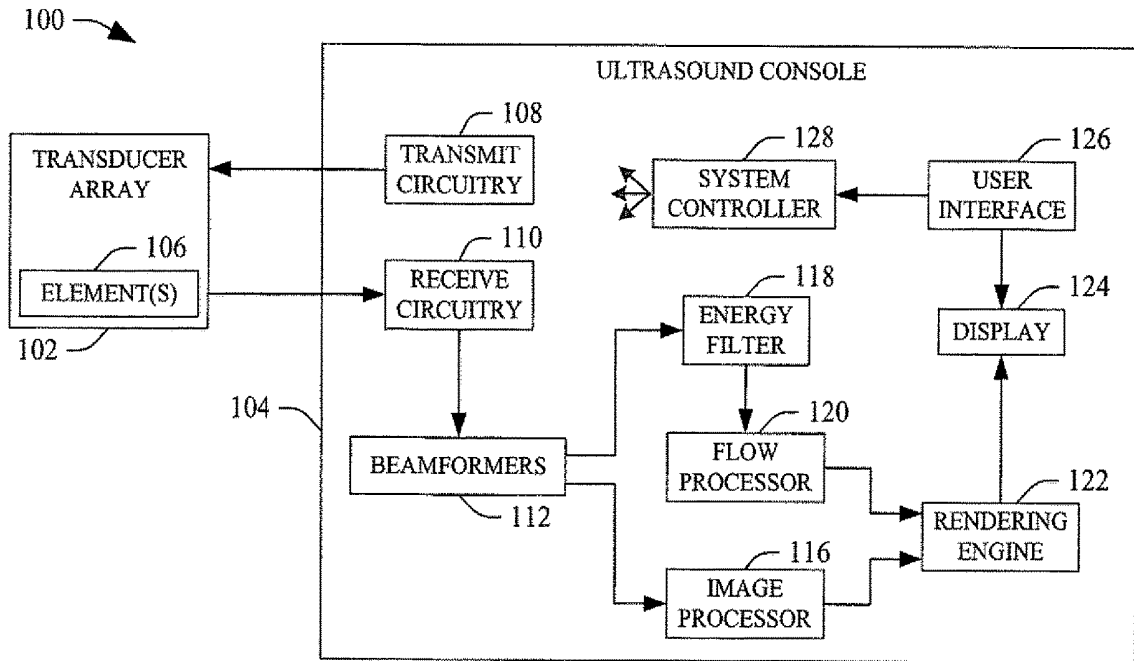 100
ULTRASOUND CONSOLE
108
TRANSMIT
CIRCUITRY
128
SYSTEM
CONTROLLER
126
USER
INTERFACE
TRANSDUCER
ARRAY
106
ELEMENT(S)
102
110
RECEIVE
CIRCUITRY
118
ENERGY
FILTER
124
DISPLAY
104
BEAMFORMERS
112
120
FLOW
PROCESSOR
122
RENDERING
ENGINE
116
IMAGE
PROCESSOR